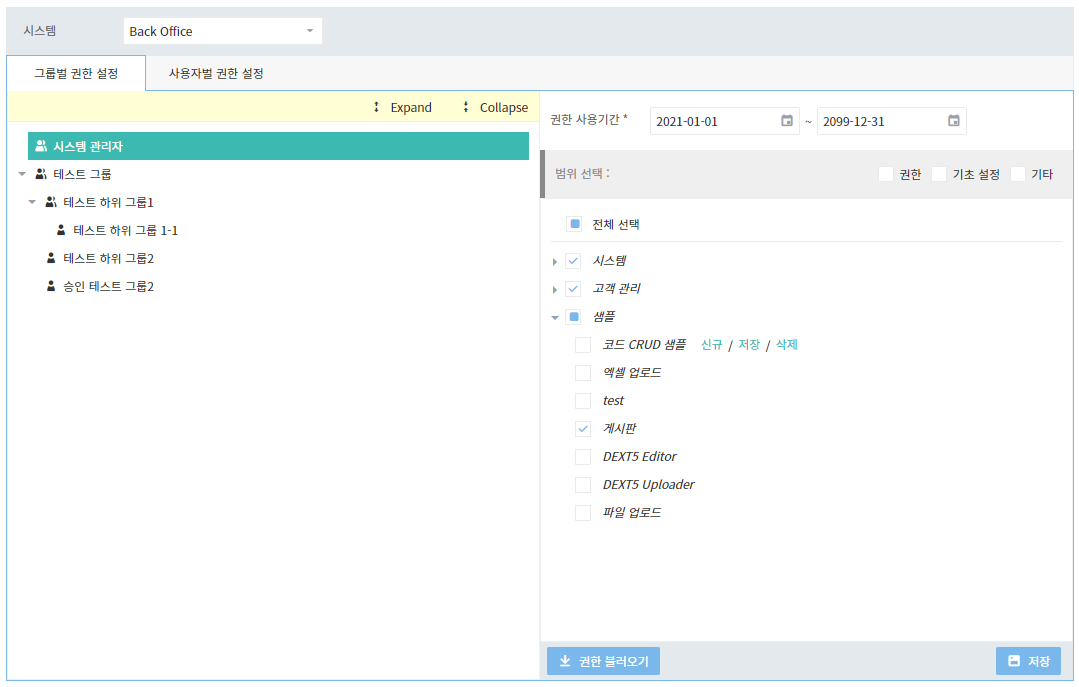 시스템 Back Office
그룹별 권한 설정 사용자별 권한 설정
Expand Collapse
시스템 관리자
테스트 그룹
테스트 하위 그룹1
테스트 하위 그룹 1-1
테스트 하위 그룹2
승인 테스트 그룹2
권한 사용기간 * 2021-01-01 ~ 2099-12-31
범위 선택 : 권한 기초 설정 기타
전체 선택
시스템
고객 관리
샘플
코드 CRUD 샘플 신규 / 저장 / 삭제
엑셀 업로드
test
게시판
DEXT5 Editor
DEXT5 Uploader
파일 업로드
권한 불러오기 저장